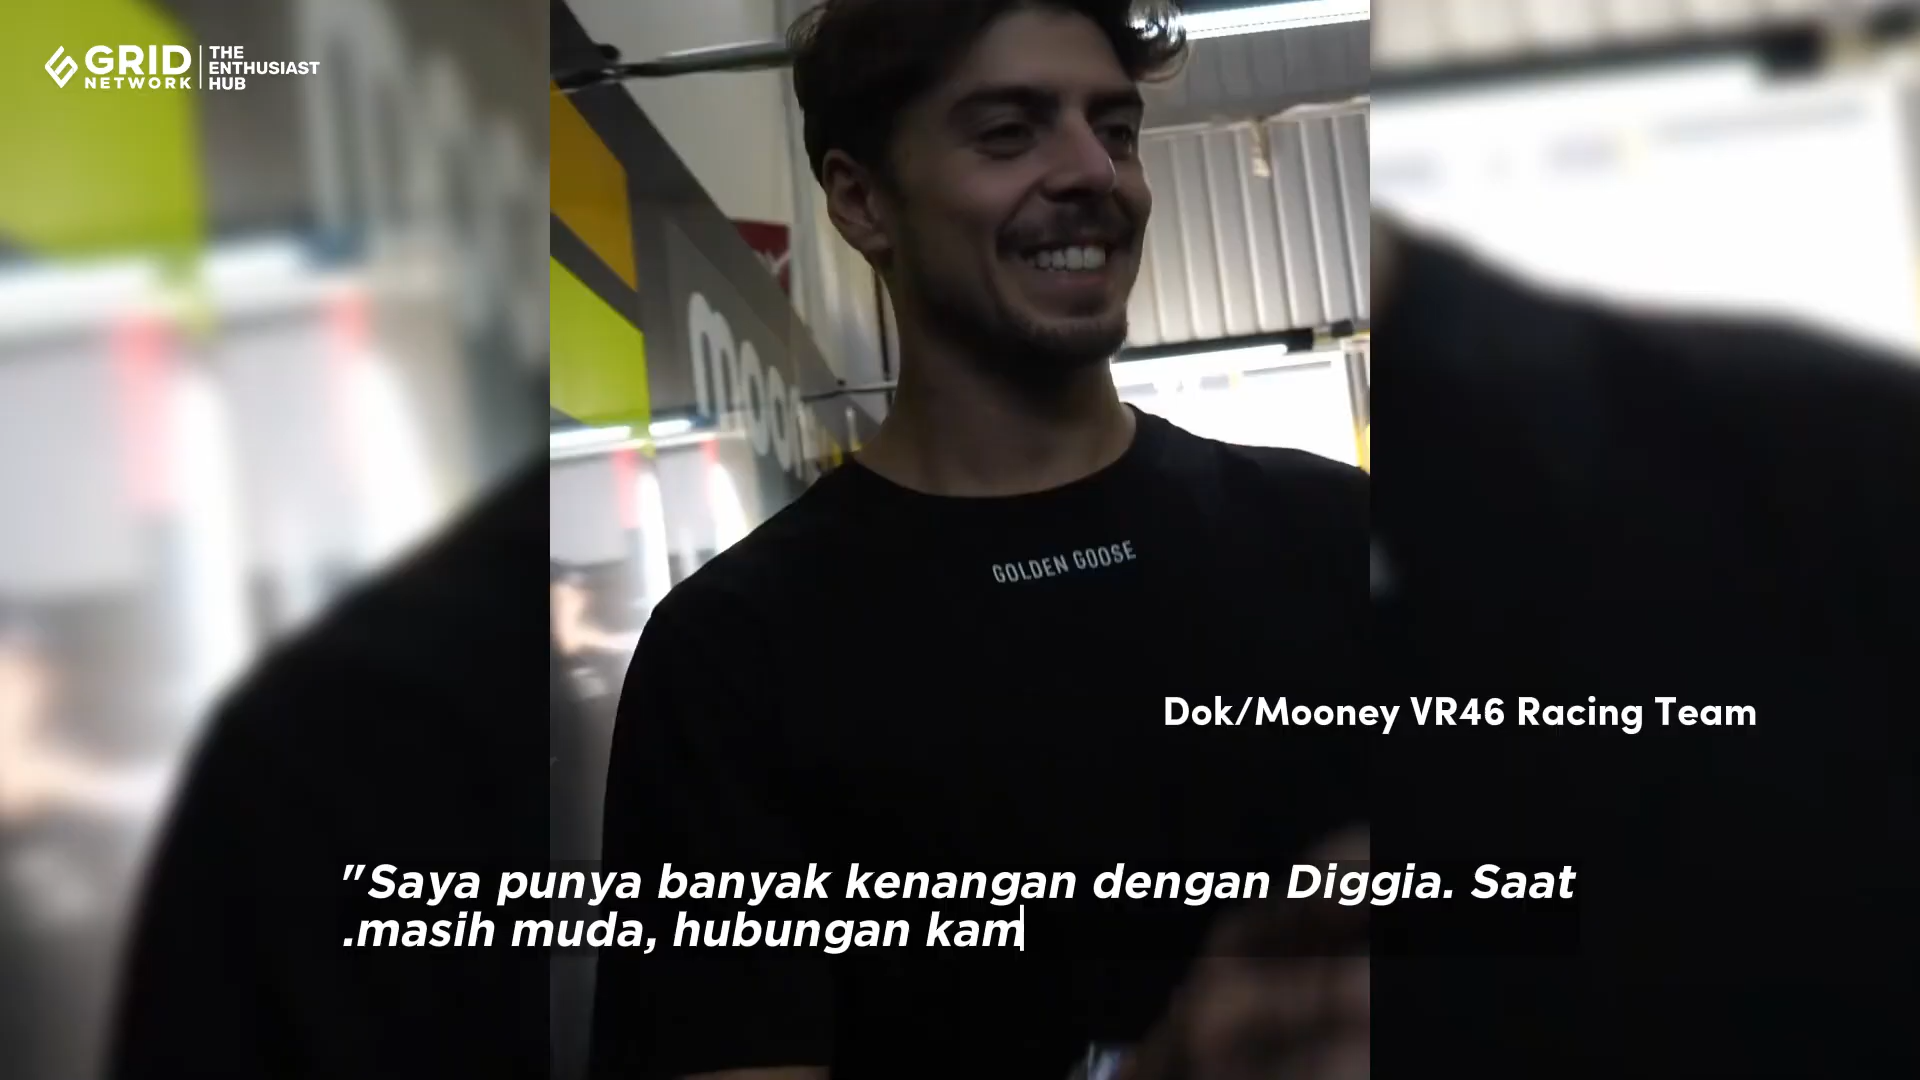 GRID
NETWORK
THE
ENTHUSIAST
HUB
GOLDEN GOOSE
Dok/Mooney VR46 Racing Team
"Saya punya banyak kenangan dengan Diggia. Saat
.masih muda, hubungan kam